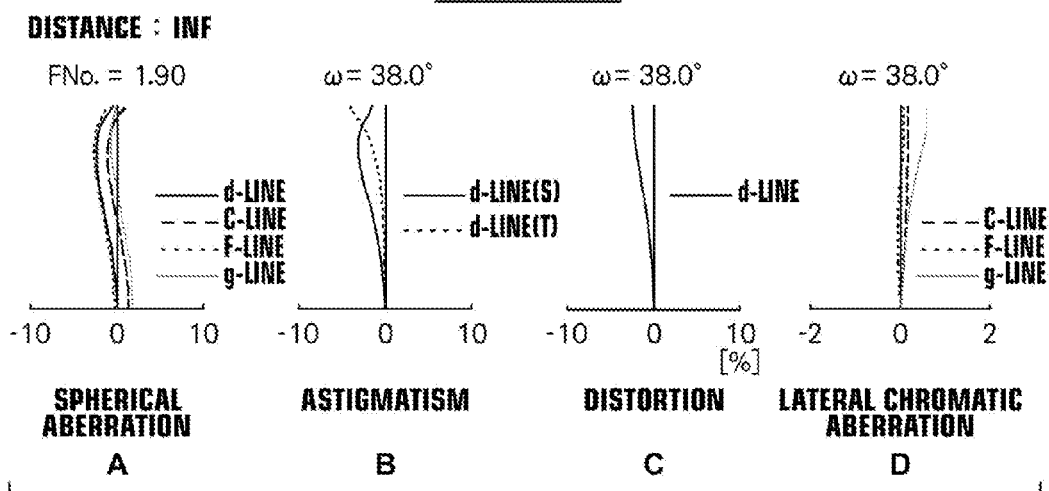 DISTANCE : INF
FNo. = 1.90
d-LINE
C-LINE
F-LINE
g-LINE
-10 0 10
SPHERICAL
ABERRATION
A
ω= 38.0°
d-LINE(S)
d-LINE(T)
-10 0 10
ASTIGMATISM
B
ω= 38.0°
d-LINE
-10 0 10
[%]
DISTORTION
C
ω= 38.0°
C-LINE
F-LINE
g-LINE
-2 0 2
LATERAL CHROMATIC
ABERRATION
D